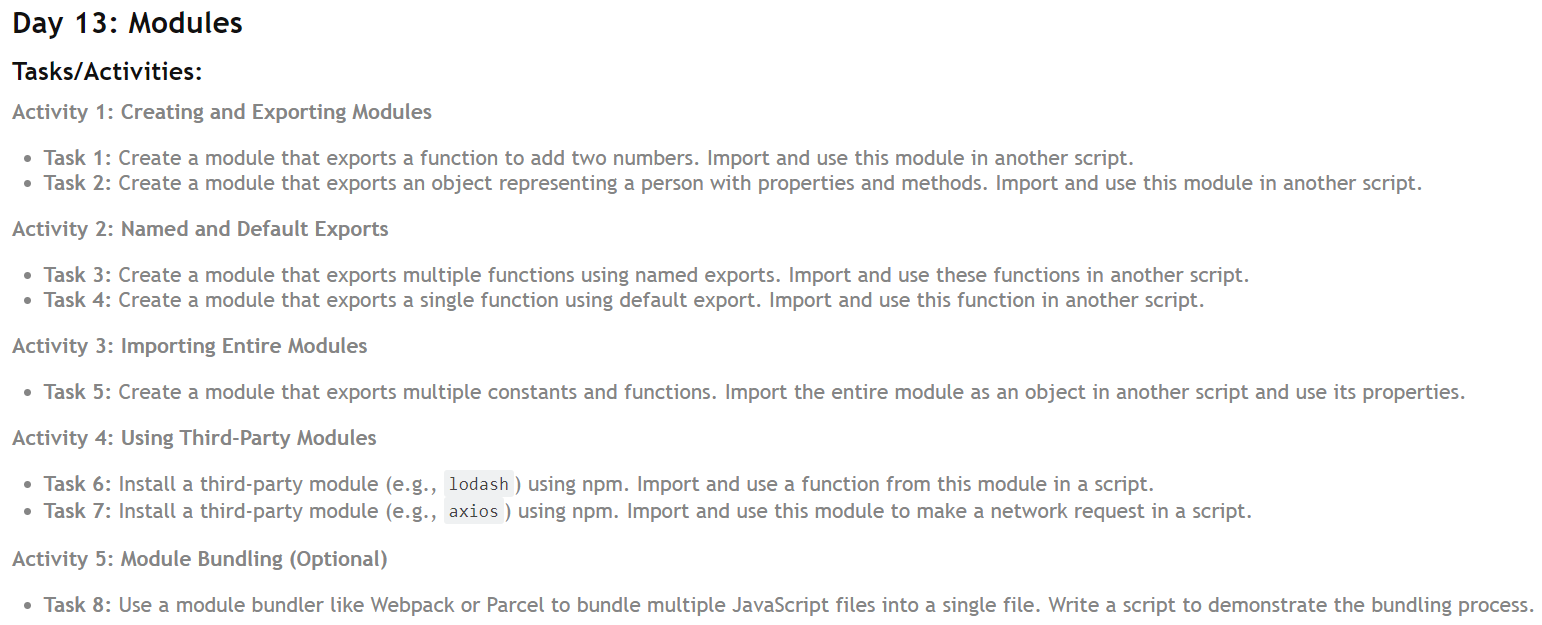 Day 13: Modules
Tasks/Activities:
Activity 1: Creating and Exporting Modules
• Task 1: Create a module that exports a function to add two numbers. Import and use this module in another script.
• Task 2: Create a module that exports an object representing a person with properties and methods. Import and use this module in another script.
Activity 2: Named and Default Exports
• Task 3: Create a module that exports multiple functions using named exports. Import and use these functions in another script.
• Task 4: Create a module that exports a single function using default export. Import and use this function in another script.
Activity 3: Importing Entire Modules
• Task 5: Create a module that exports multiple constants and functions. Import the entire module as an object in another script and use its properties.
Activity 4: Using Third-Party Modules
• Task 6: Install a third-party module (e.g., lodash) using npm. Import and use a function from this module in a script.
• Task 7: Install a third-party module (e.g., axios) using npm. Import and use this module to make a network request in a script.
Activity 5: Module Bundling (Optional)
• Task 8: Use a module bundler like Webpack or Parcel to bundle multiple JavaScript files into a single file. Write a script to demonstrate the bundling process.